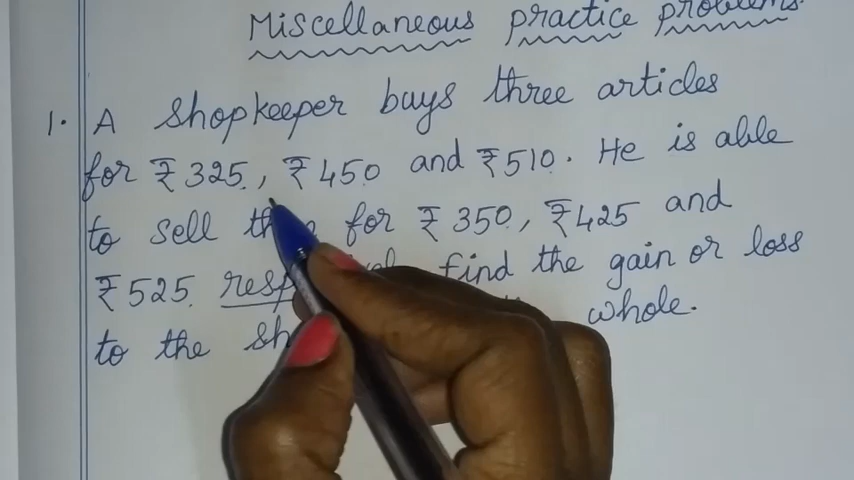 Miscellaneous practice problems
1. A shopkeeper buys three articles
for ₹325, ₹450 and ₹510. He is able
to sell for ₹350, ₹425 and
₹525 find the gain or loss
to the whole.